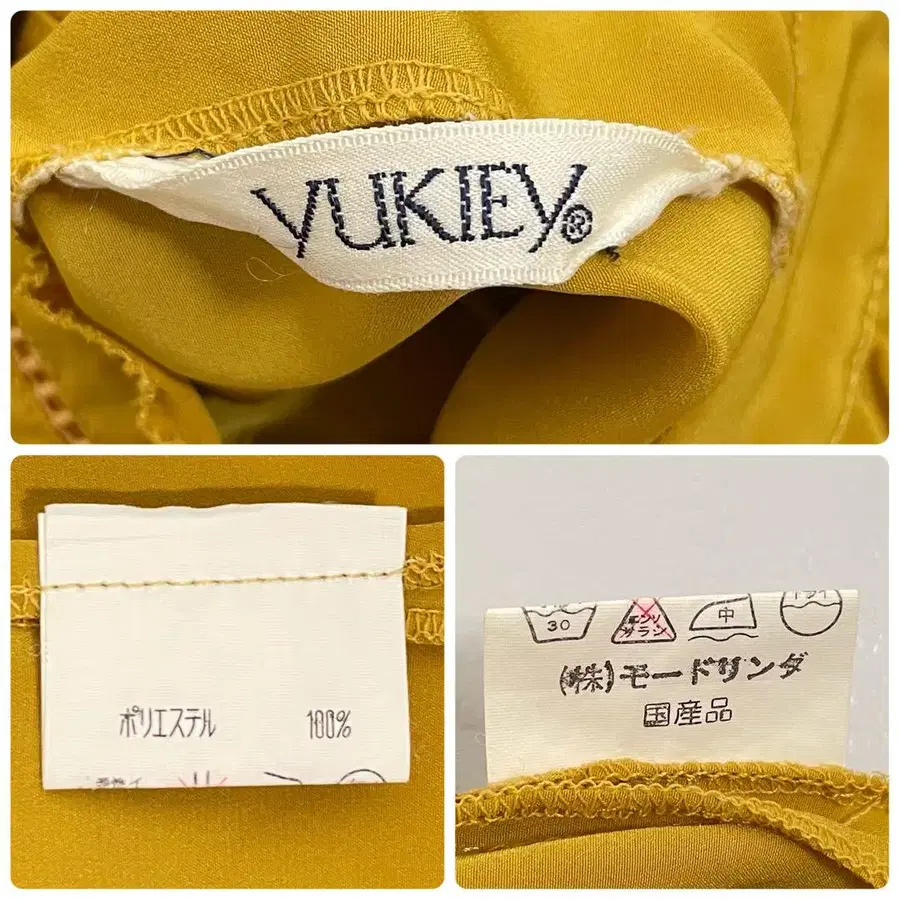 YUKIEY®
ポリエステル 100%
30 エンソ サラシ 中 ドライ
(株)モードリンダ
国産品